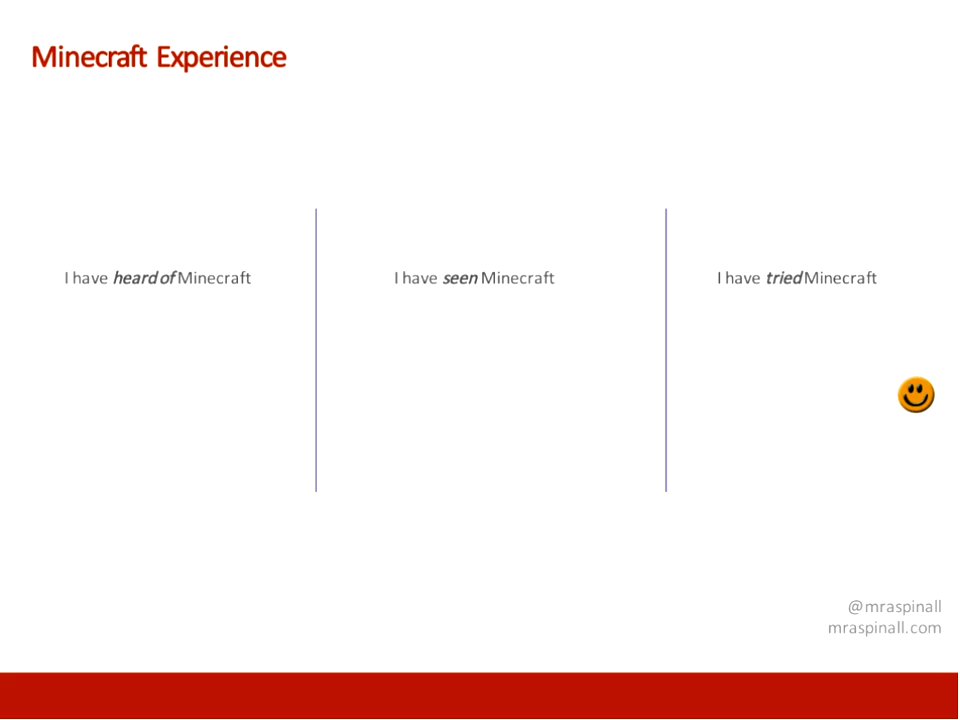 Minecraft Experience
I have heard of Minecraft
I have seen Minecraft
I have tried Minecraft
@mraspinall
mraspinall.com